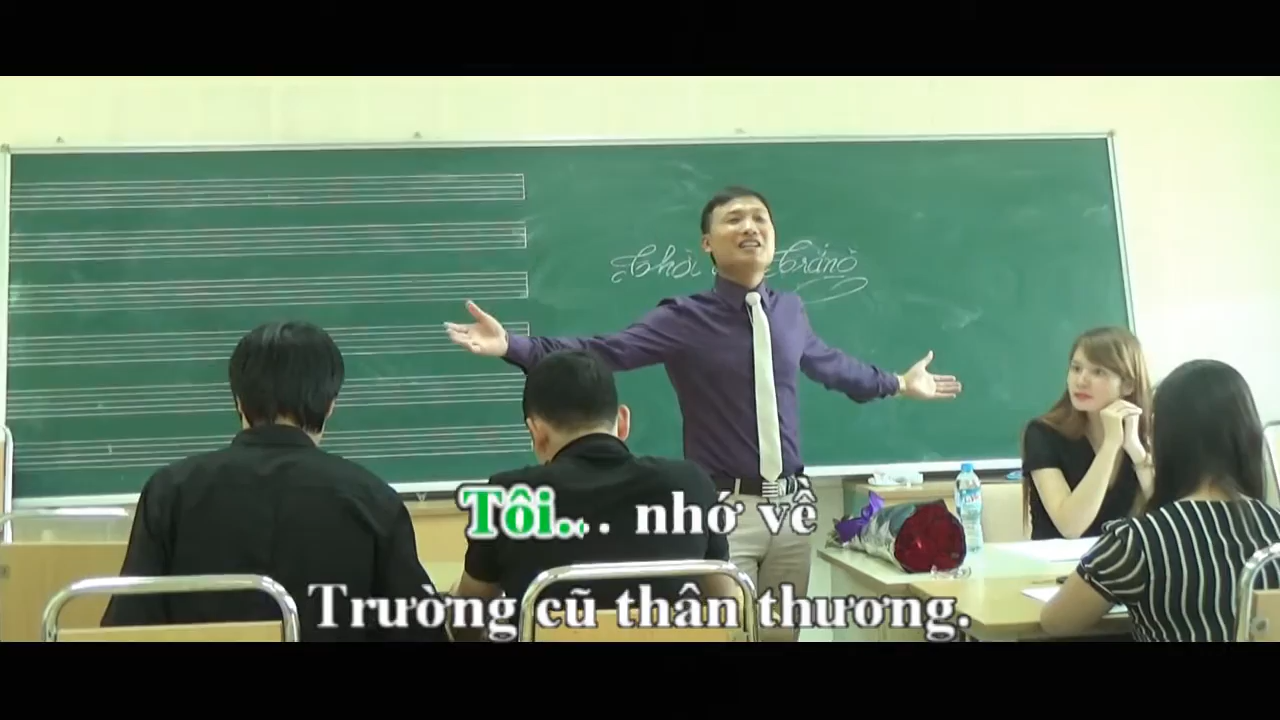 Tôi... nhớ về
Trường cũ thân thương.